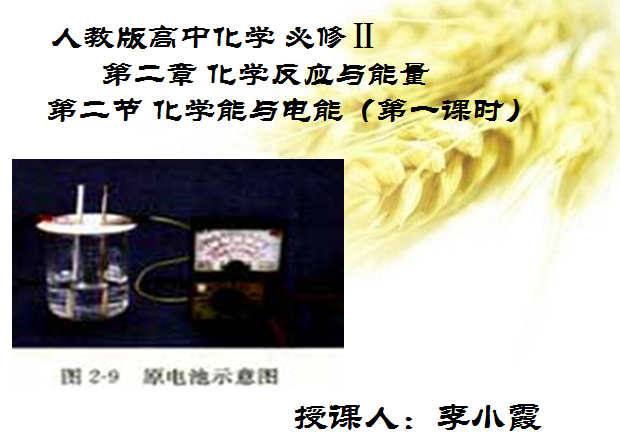 人教版高中化学 必修Ⅱ
第二章 化学反应与能量
第二节 化学能与电能（第一课时）
图 2-9 原电池示意图
授课人：李小霞